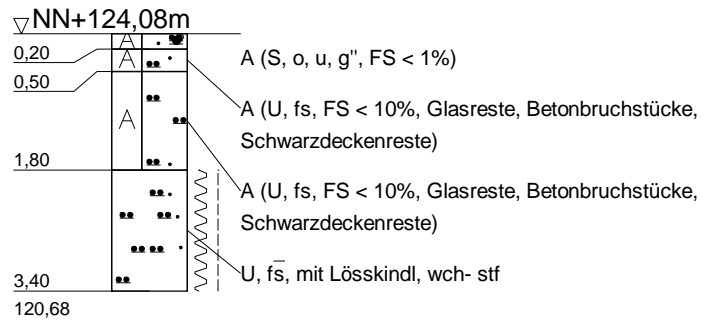 NN+124,08m
A
0,20
A
A (S, o, u, g", FS < 1%)
0,50
A (U, fs, FS < 10%, Glasreste, Betonbruchstücke,
A
Schwarzdeckenreste)
1,80
A (U, fs, FS < 10%, Glasreste, Betonbruchstücke,
Schwarzdeckenreste)
U, fs̅, mit Lösskindl, wch- stf
3,40
120,68